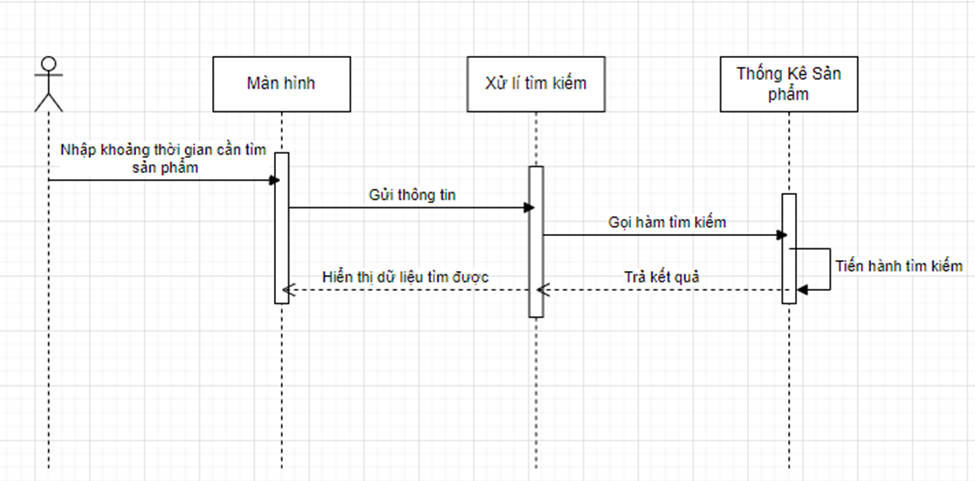 Màn hình
Xử lí tìm kiếm
Thống Kê Sản
phẩm
Nhập khoảng thời gian cần tìm
sản phẩm
Gửi thông tin
Gọi hàm tìm kiếm
Tiến hành tìm kiếm
Hiển thị dữ liệu tìm được
Trả kết quả